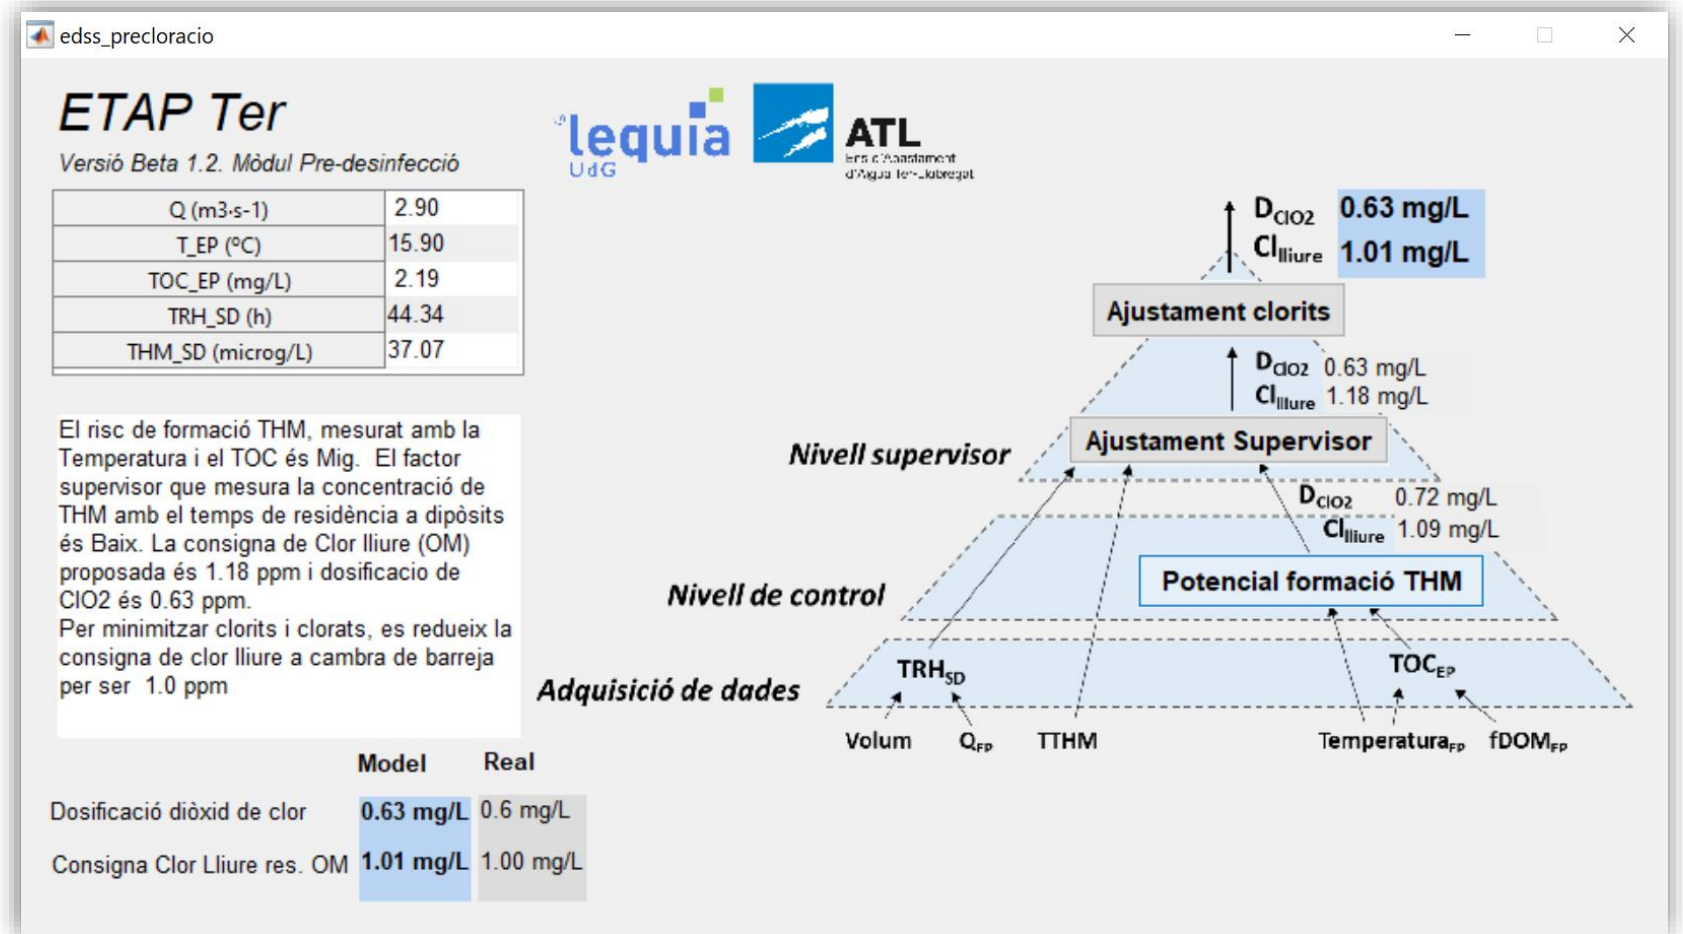 edss_precloracio
ETAP Ter
Versió Beta 1.2. Mòdul Pre-desinfecció
lequia
UdG
ATL
Ens d'Abastament
d'Aigua Ter-Llobregat
Q (m3·s-1) 2.90
T_EP (ºC) 15.90
TOC_EP (mg/L) 2.19
TRH_SD (h) 44.34
THM_SD (microg/L) 37.07
El risc de formació THM, mesurat amb la
Temperatura i el TOC és Mig. El factor
supervisor que mesura la concentració de
THM amb el temps de residència a dipòsits
és Baix. La consigna de Clor lliure (OM)
proposada és 1.18 ppm i dosificacio de
ClO2 és 0.63 ppm.
Per minimitzar clorits i clorats, es redueix la
consigna de clor lliure a cambra de barreja
per ser 1.0 ppm
Model Real
Dosificació diòxid de clor 0.63 mg/L 0.6 mg/L
Consigna Clor Lliure res. OM 1.01 mg/L 1.00 mg/L
DClO2 0.63 mg/L
Cllliure 1.01 mg/L
Ajustament clorits
DClO2 0.63 mg/L
Cllliure 1.18 mg/L
Nivell supervisor
Ajustament Supervisor
DClO2 0.72 mg/L
Cllliure 1.09 mg/L
Nivell de control
Potencial formació THM
Adquisició de dades
TRHSD
TOCEP
Volum QEP TTHM TemperaturaEP fDOMEP